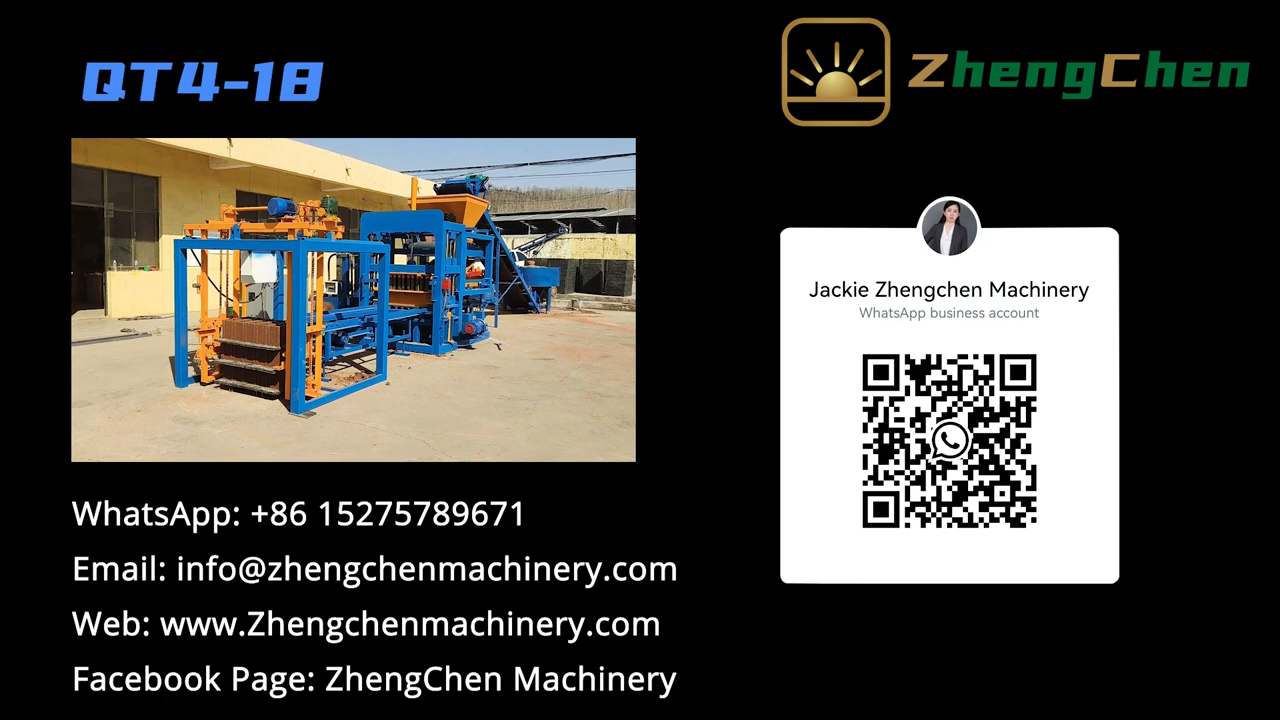 QT4-18
ZhengChen
Jackie Zhengchen Machinery
WhatsApp business account
WhatsApp: +86 15275789671
Email: info@zhengchenmachinery.com
Web: www.Zhengchenmachinery.com
Facebook Page: ZhengChen Machinery